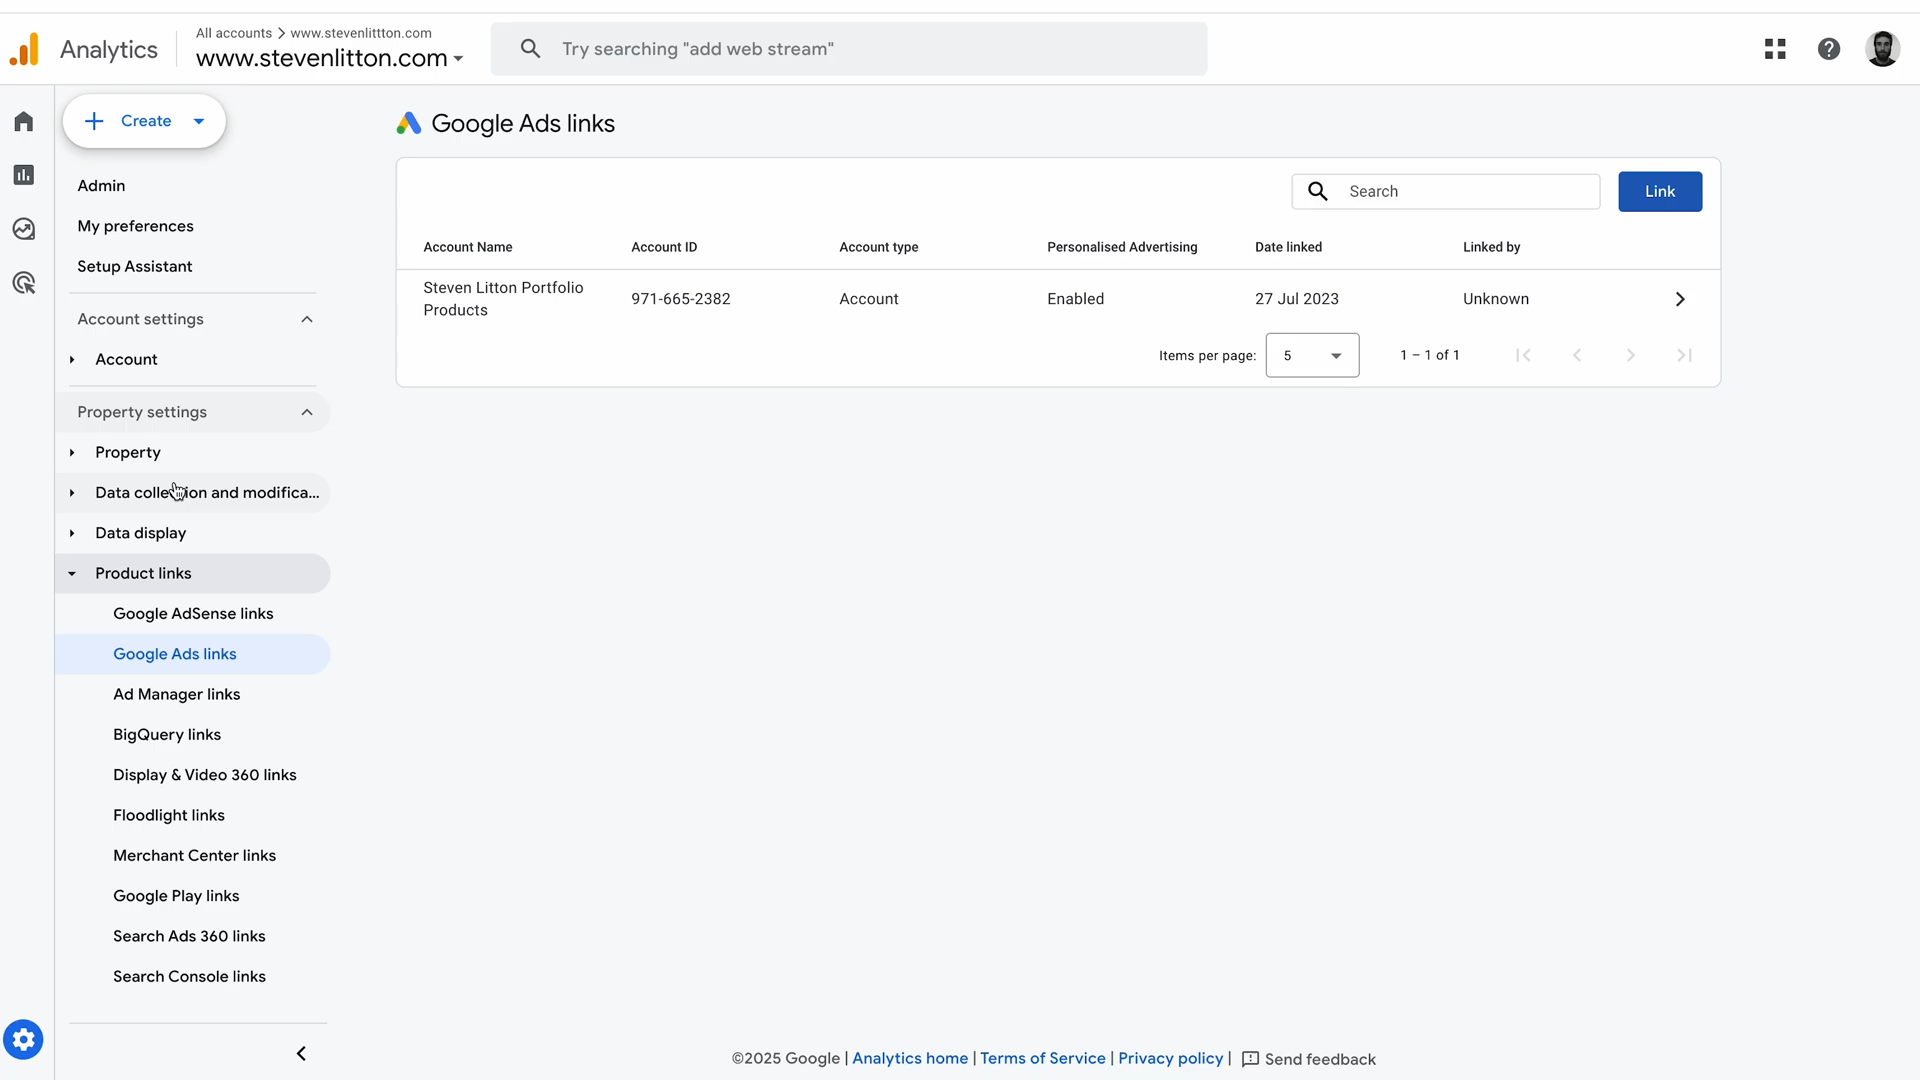 Analytics
All accounts > www.stevenlittton.com
www.stevenlitton.com
Try searching "add web stream"
Create
Admin
My preferences
Setup Assistant
Account settings
Account
Property settings
Property
Data collection and modifica...
Data display
Product links
Google AdSense links
Google Ads links
Ad Manager links
BigQuery links
Display & Video 360 links
Floodlight links
Merchant Center links
Google Play links
Search Ads 360 links
Search Console links
Google Ads links
Search
Link
Account Name Account ID Account type Personalised Advertising Date linked Linked by
Steven Litton Portfolio
Products
971-665-2382 Account Enabled 27 Jul 2023 Unknown
Items per page: 5 1 – 1 of 1
©2025 Google | Analytics home | Terms of Service | Privacy policy | Send feedback